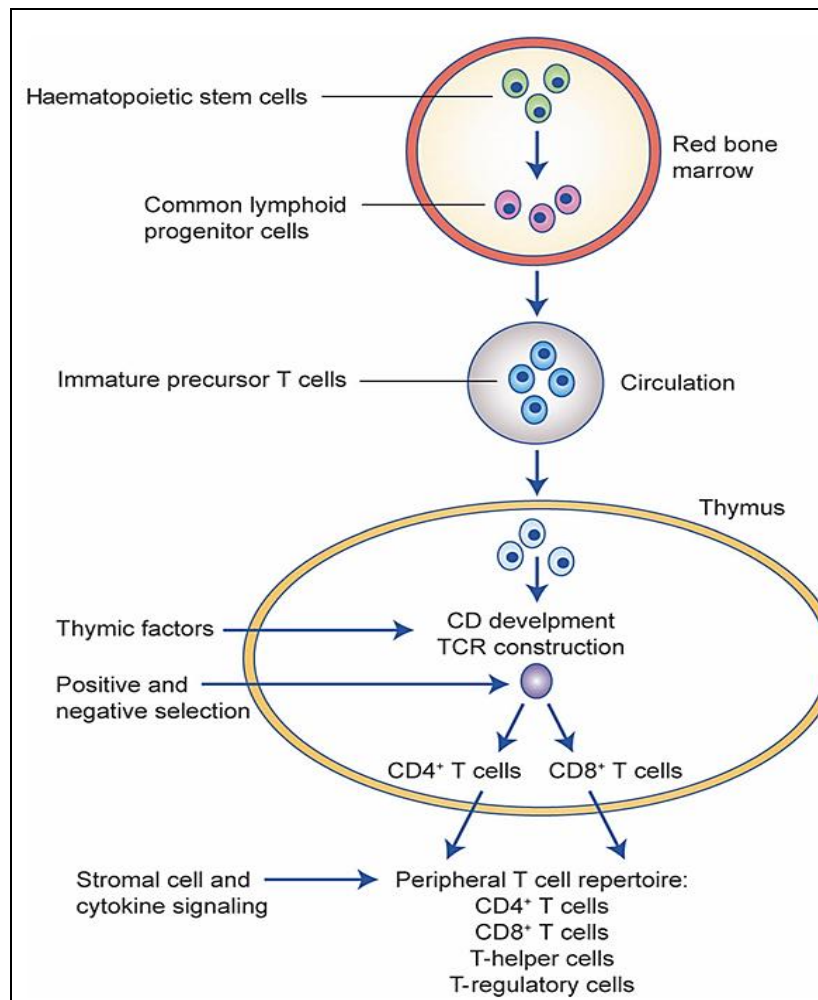 Haematopoietic stem cells
Red bone
marrow
Common lymphoid
progenitor cells
Immature precursor T cells
Circulation
Thymus
Thymic factors
CD develpment
TCR construction
Positive and
negative selection
CD4⁺ T cells
CD8⁺ T cells
Stromal cell and
cytokine signaling
Peripheral T cell repertoire:
CD4⁺ T cells
CD8⁺ T cells
T-helper cells
T-regulatory cells